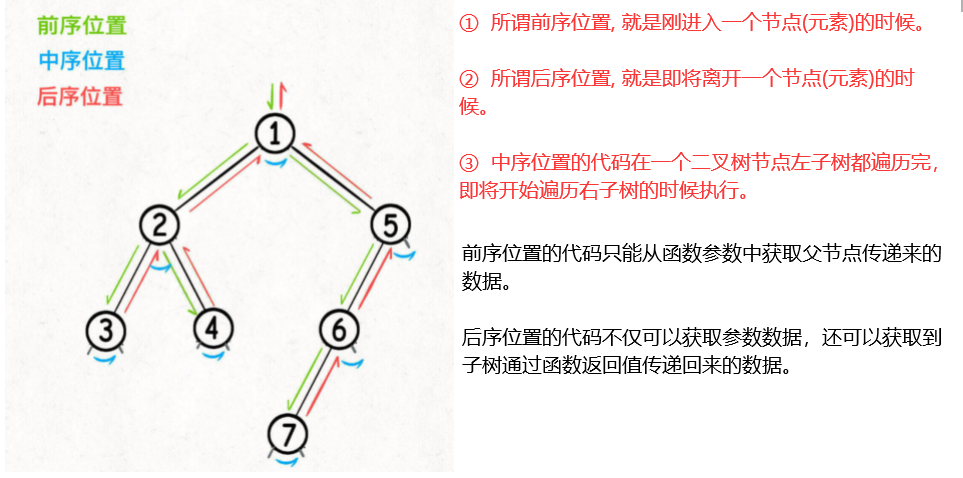 前序位置
中序位置
后序位置
① 所谓前序位置, 就是刚进入一个节点(元素)的时候。
② 所谓后序位置, 就是即将离开一个节点(元素)的时
候。
③ 中序位置的代码在一个二叉树节点左子树都遍历完，
即将开始遍历右子树的时候执行。
前序位置的代码只能从函数参数中获取父节点传递来的
数据。
后序位置的代码不仅可以获取参数数据，还可以获取到
子树通过函数返回值传递回来的数据。
1
2
5
3
4
6
7